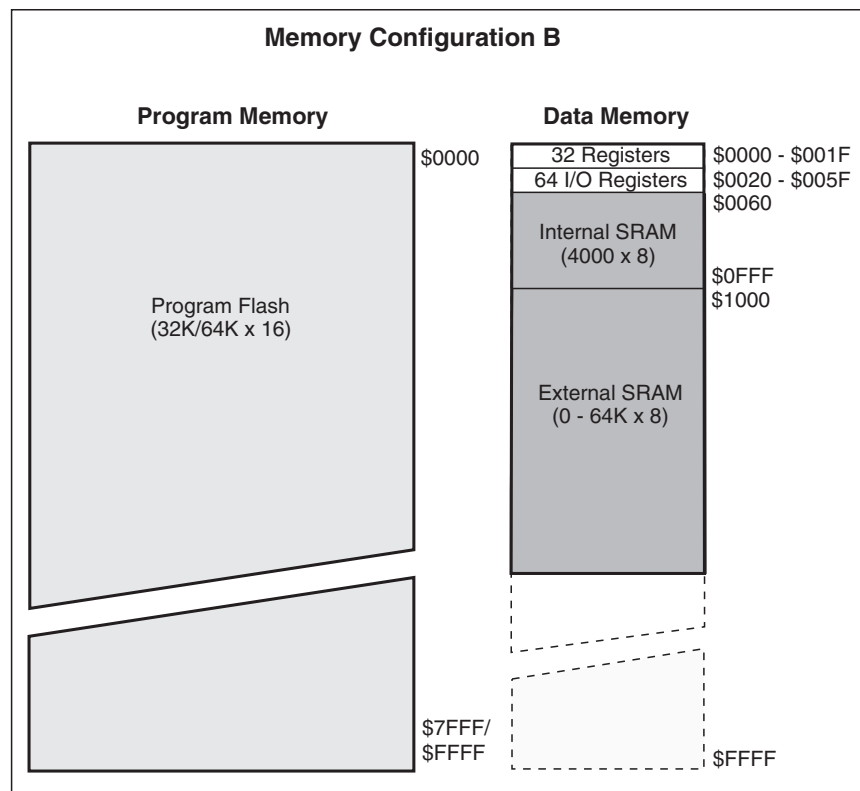 Memory Configuration B
Program Memory
$0000
Program Flash
(32K/64K x 16)
$7FFF/
$FFFF
Data Memory
32 Registers
$0000 - $001F
64 I/O Registers
$0020 - $005F
$0060
Internal SRAM
(4000 x 8)
$0FFF
$1000
External SRAM
(0 - 64K x 8)
$FFFF